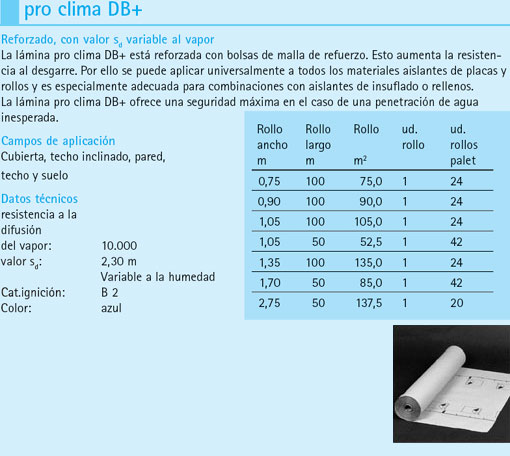 pro clima DB+
Reforzado, con valor sd variable al vapor
La lámina pro clima DB+ está reforzada con bolsas de malla de refuerzo. Esto aumenta la resisten-
cia al desgarre. Por ello se puede aplicar universalmente a todos los materiales aislantes de placas y
rollos y es especialmente adecuada para combinaciones con aislantes de insuflado o rellenos.
La lámina pro clima DB+ ofrece una seguridad máxima en el caso de una penetración de agua
inesperada.
Campos de aplicación
Cubierta, techo inclinado, pared,
techo y suelo
Datos técnicos
resistencia a la
difusión
del vapor: 10.000
valor sd: 2,30 m
Variable a la humedad
Cat.ignición: B 2
Color: azul
Rollo Rollo Rollo ud. ud.
ancho largo rollo rollos
m m m² palet
0,75 100 75,0 1 24
0,90 100 90,0 1 24
1,05 100 105,0 1 24
1,05 50 52,5 1 42
1,35 100 135,0 1 24
1,70 50 85,0 1 42
2,75 50 137,5 1 20